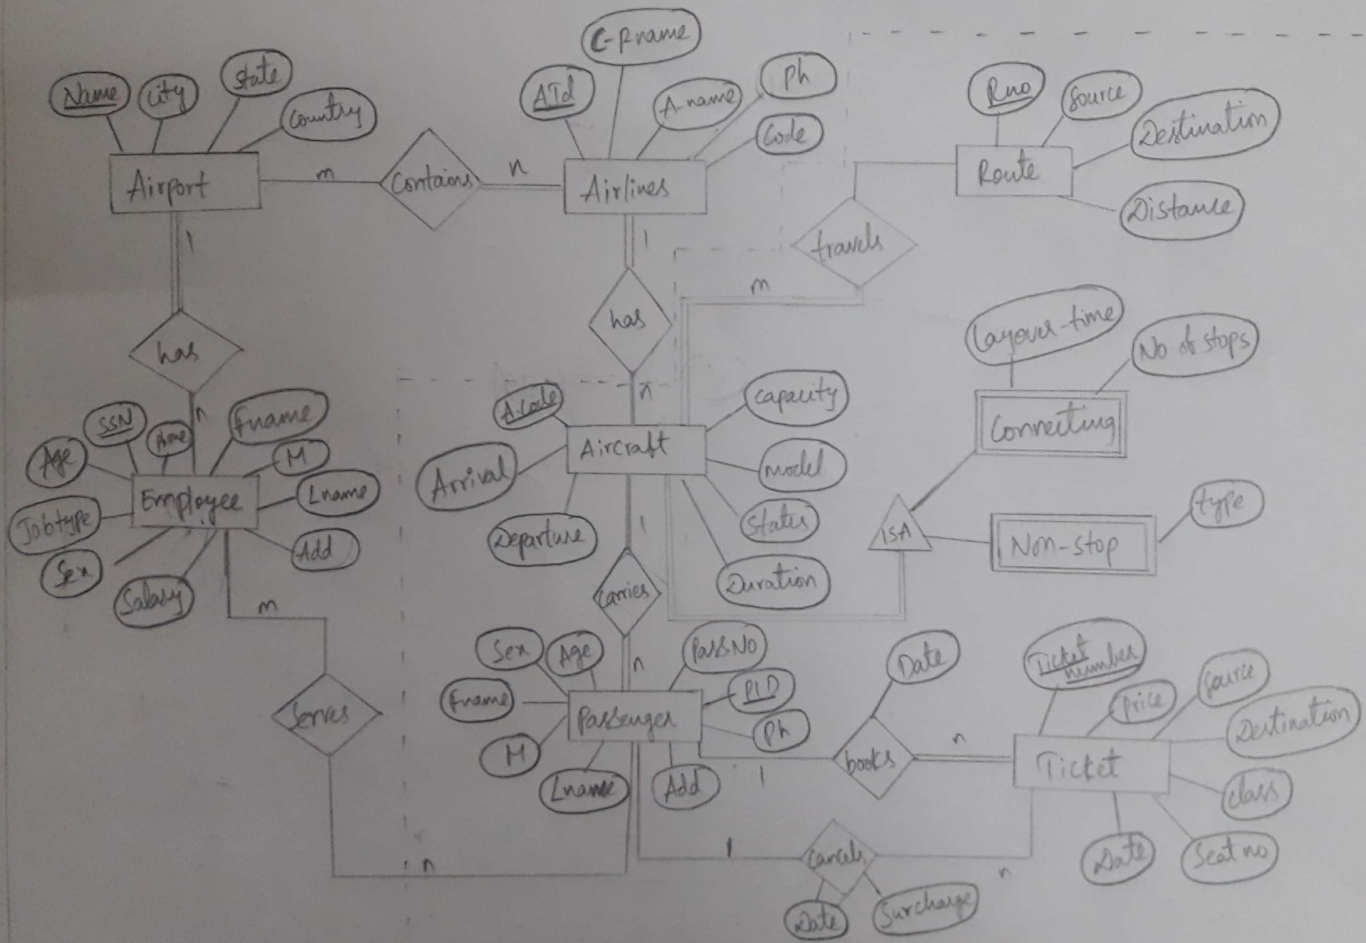 C-Pname
State
Ph
Name
City
AId
A-name
Rno
Source
Country
Code
Destination
m
Contains
n
Airport
Airlines
Route
Distance
1
1
travels
m
has
has
Layover-time
No of stops
n
n
A-code
capacity
SSN
Phone
Fname
Connecting
Age
M
Aircraft
model
Arrival
Lname
Employee
Jobtype
Status
type
Departure
1
ISA
Non-stop
Add
Sex
Salary
Duration
Carries
m
Sex
Age
PassNo
n
Date
Ticket
number
Source
Fname
PID
price
Serves
Passenger
Ph
Destination
M
n
books
Ticket
1
Lname
Add
class
Date
Seat no
1
Cancels
n
n
Date
Surcharge